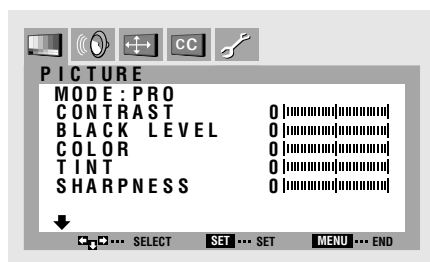 CC
PICTURE
MODE:PRO
CONTRAST 0
BLACK LEVEL 0
COLOR 0
TINT 0
SHARPNESS 0
SELECT SET SET MENU END